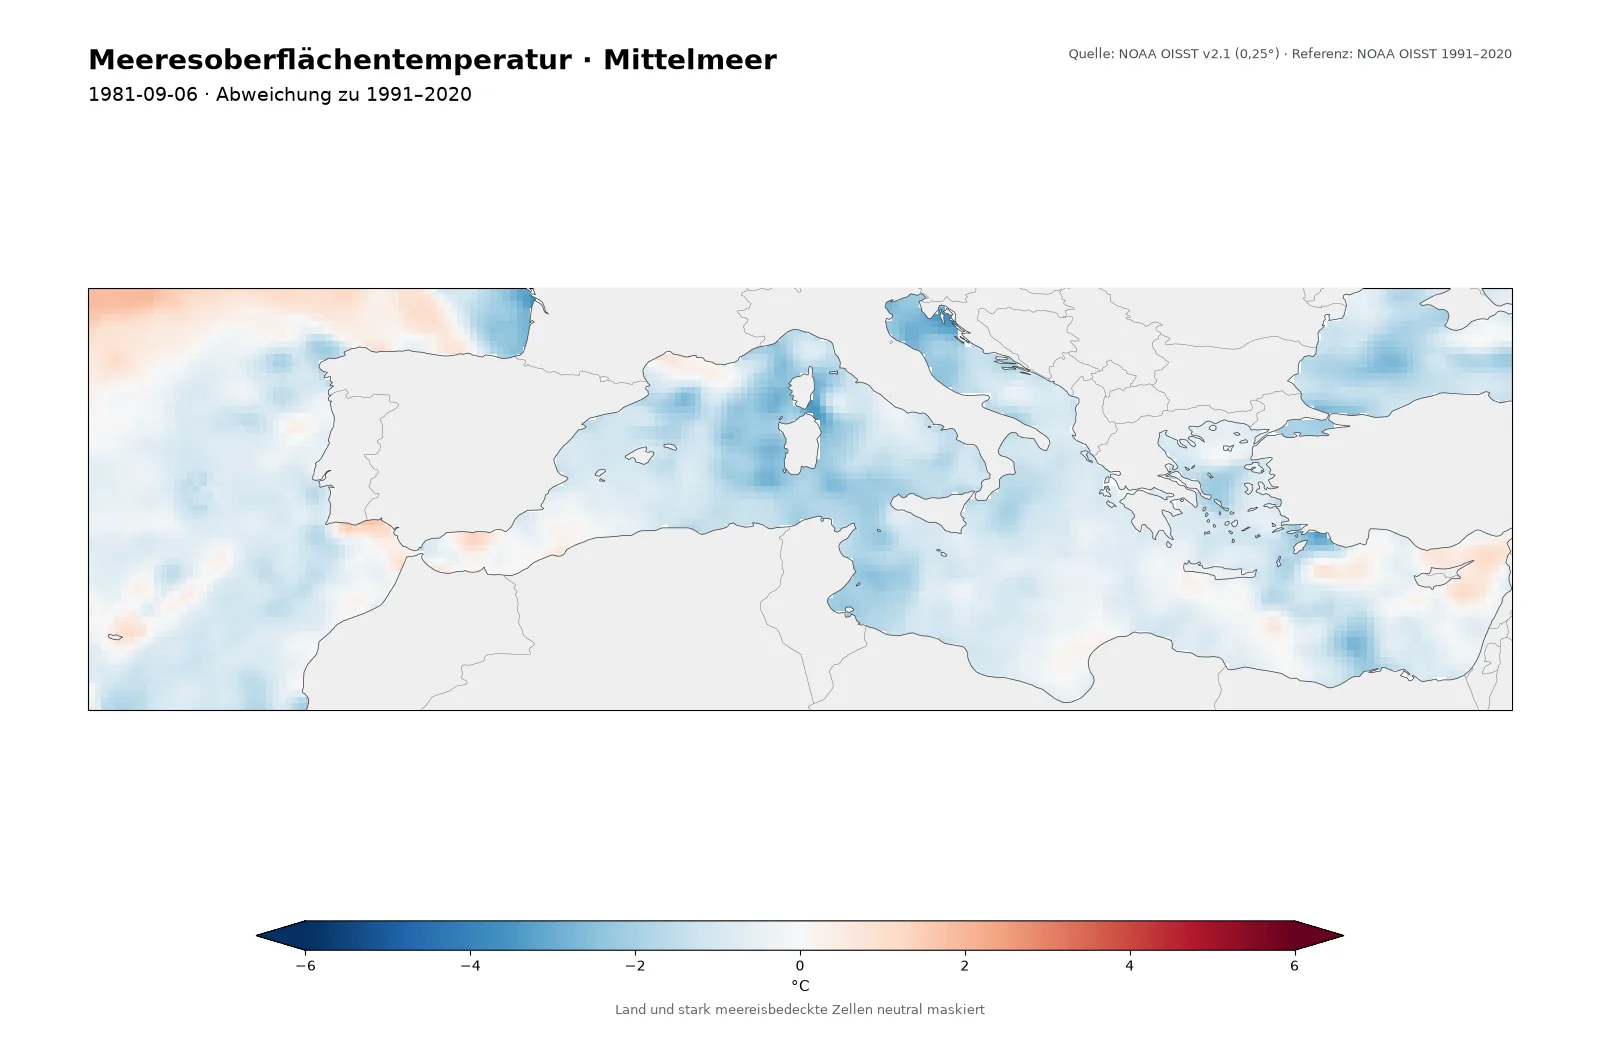 Meeresoberflächentemperatur · Mittelmeer
Quelle: NOAA OISST v2.1 (0,25°) · Referenz: NOAA OISST 1991–2020
1981-09-06 · Abweichung zu 1991–2020
−6 −4 −2 0 2 4 6
°C
Land und stark meereisbedeckte Zellen neutral maskiert